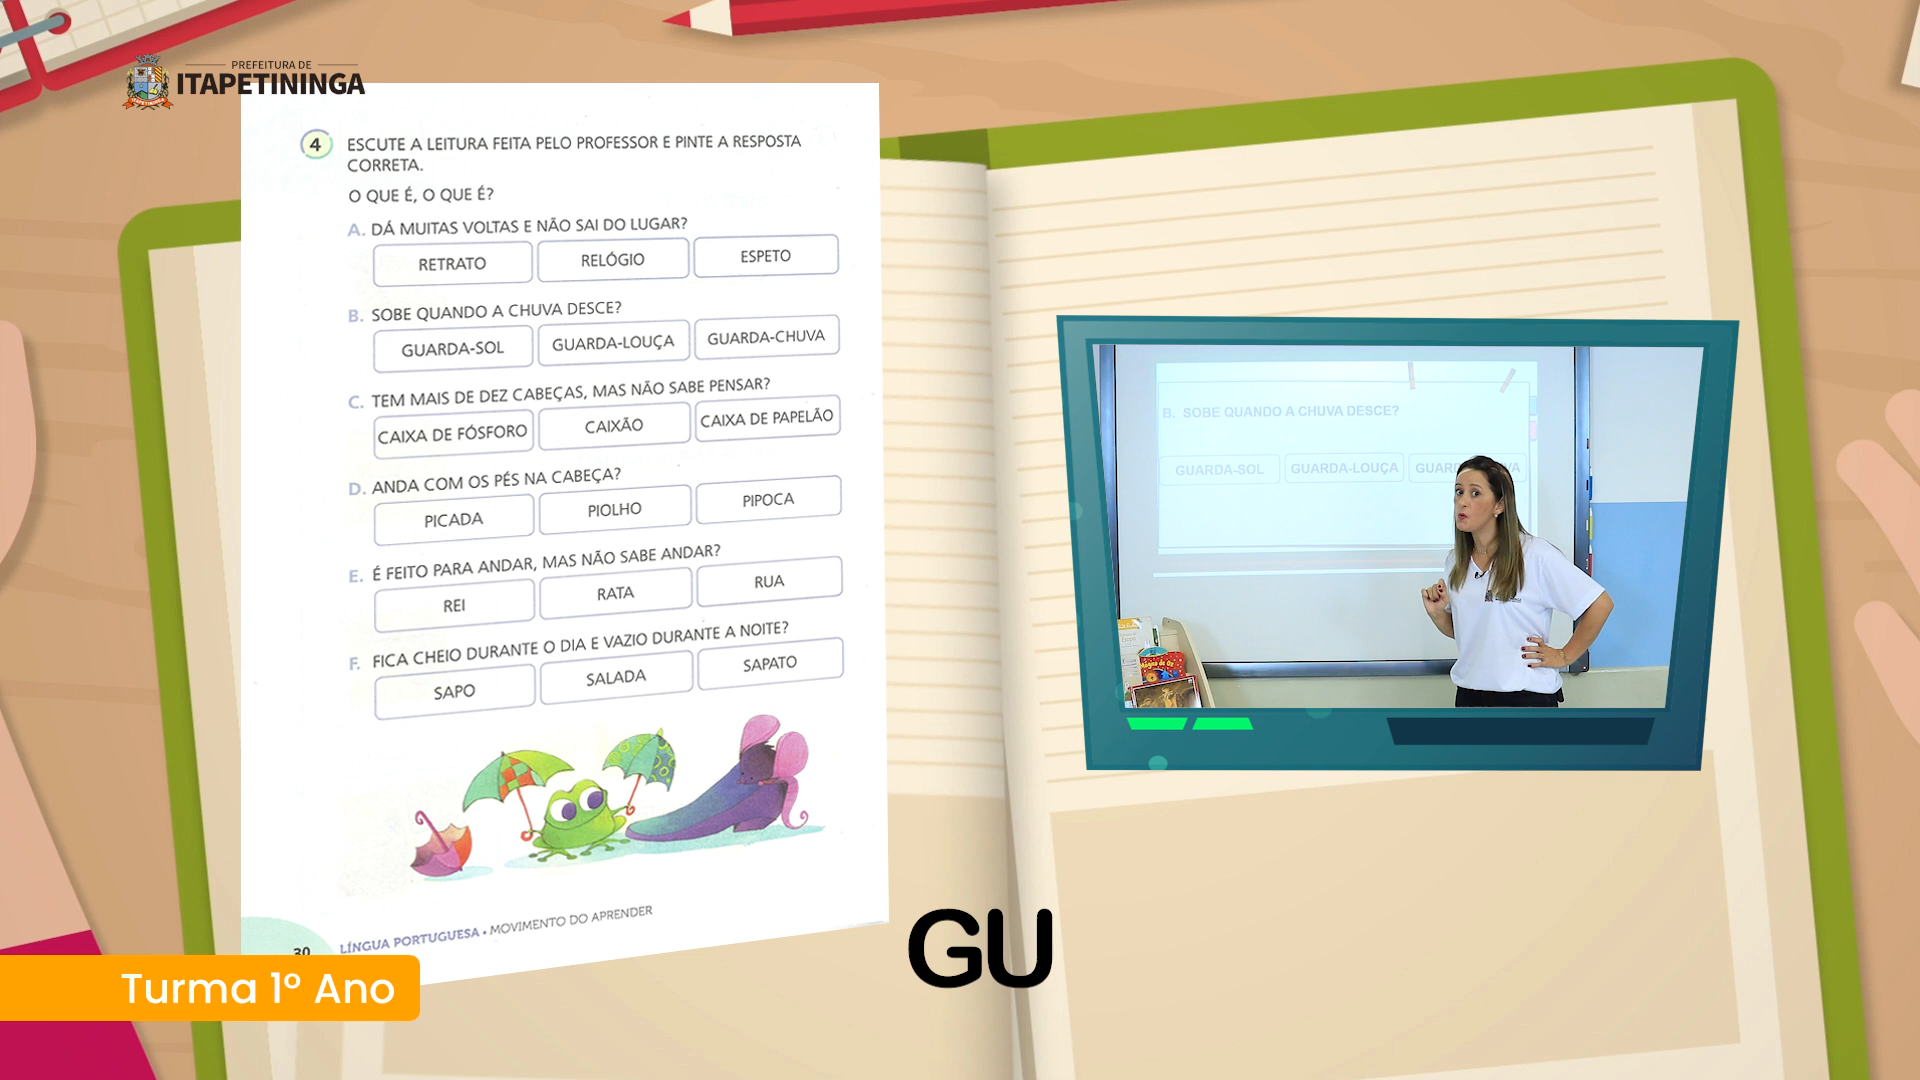 PREFEITURA DE
ITAPETININGA
4 ESCUTE A LEITURA FEITA PELO PROFESSOR E PINTE A RESPOSTA
CORRETA.
O QUE É, O QUE É?
A. DÁ MUITAS VOLTAS E NÃO SAI DO LUGAR?
RETRATO RELÓGIO ESPETO
B. SOBE QUANDO A CHUVA DESCE?
GUARDA-SOL GUARDA-LOUÇA GUARDA-CHUVA
C. TEM MAIS DE DEZ CABEÇAS, MAS NÃO SABE PENSAR?
CAIXA DE FÓSFORO CAIXÃO CAIXA DE PAPELÃO
D. ANDA COM OS PÉS NA CABEÇA?
PICADA PIOLHO PIPOCA
E. É FEITO PARA ANDAR, MAS NÃO SABE ANDAR?
REI RATA RUA
F. FICA CHEIO DURANTE O DIA E VAZIO DURANTE A NOITE?
SAPO SALADA SAPATO
30 LÍNGUA PORTUGUESA • MOVIMENTO DO APRENDER
B. SOBE QUANDO A CHUVA DESCE?
GUARDA-SOL GUARDA-LOUÇA
GU
Turma 1º Ano